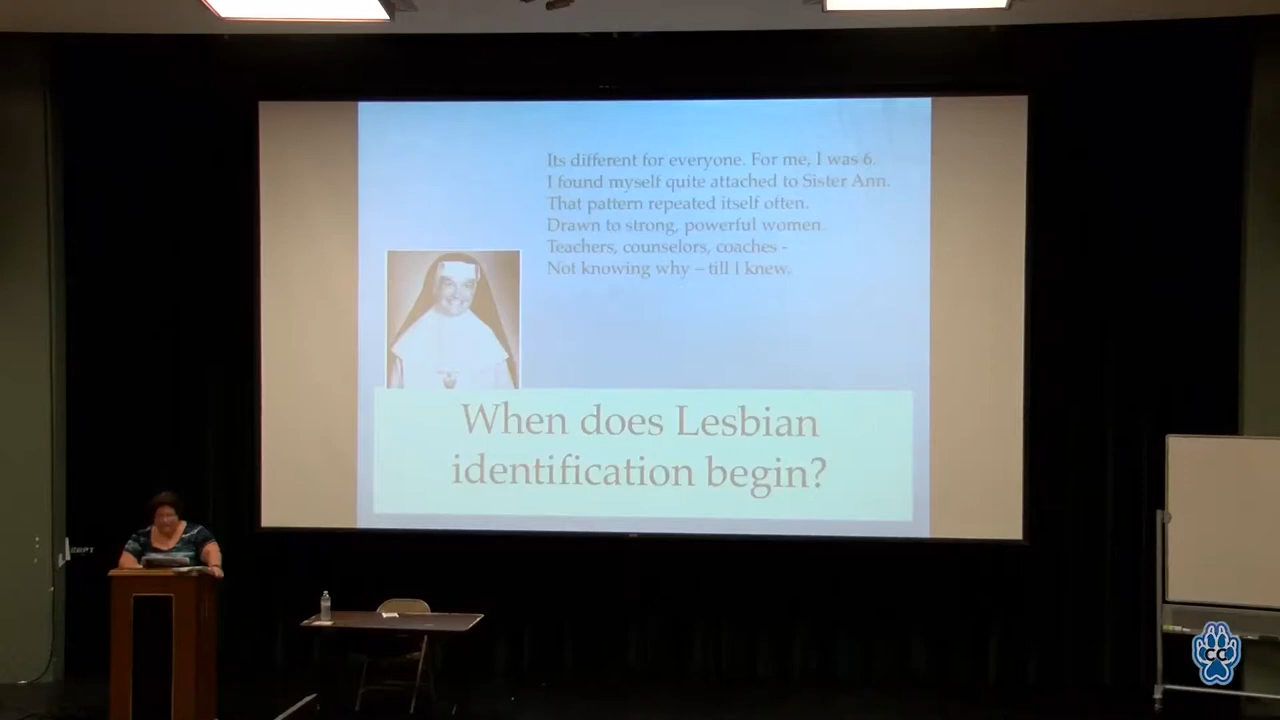 Its different for everyone. For me, I was 6.
I found myself quite attached to Sister Ann.
That pattern repeated itself often.
Drawn to strong, powerful women.
Teachers, counselors, coaches -
Not knowing why – till I knew.
When does Lesbian
identification begin?
CC